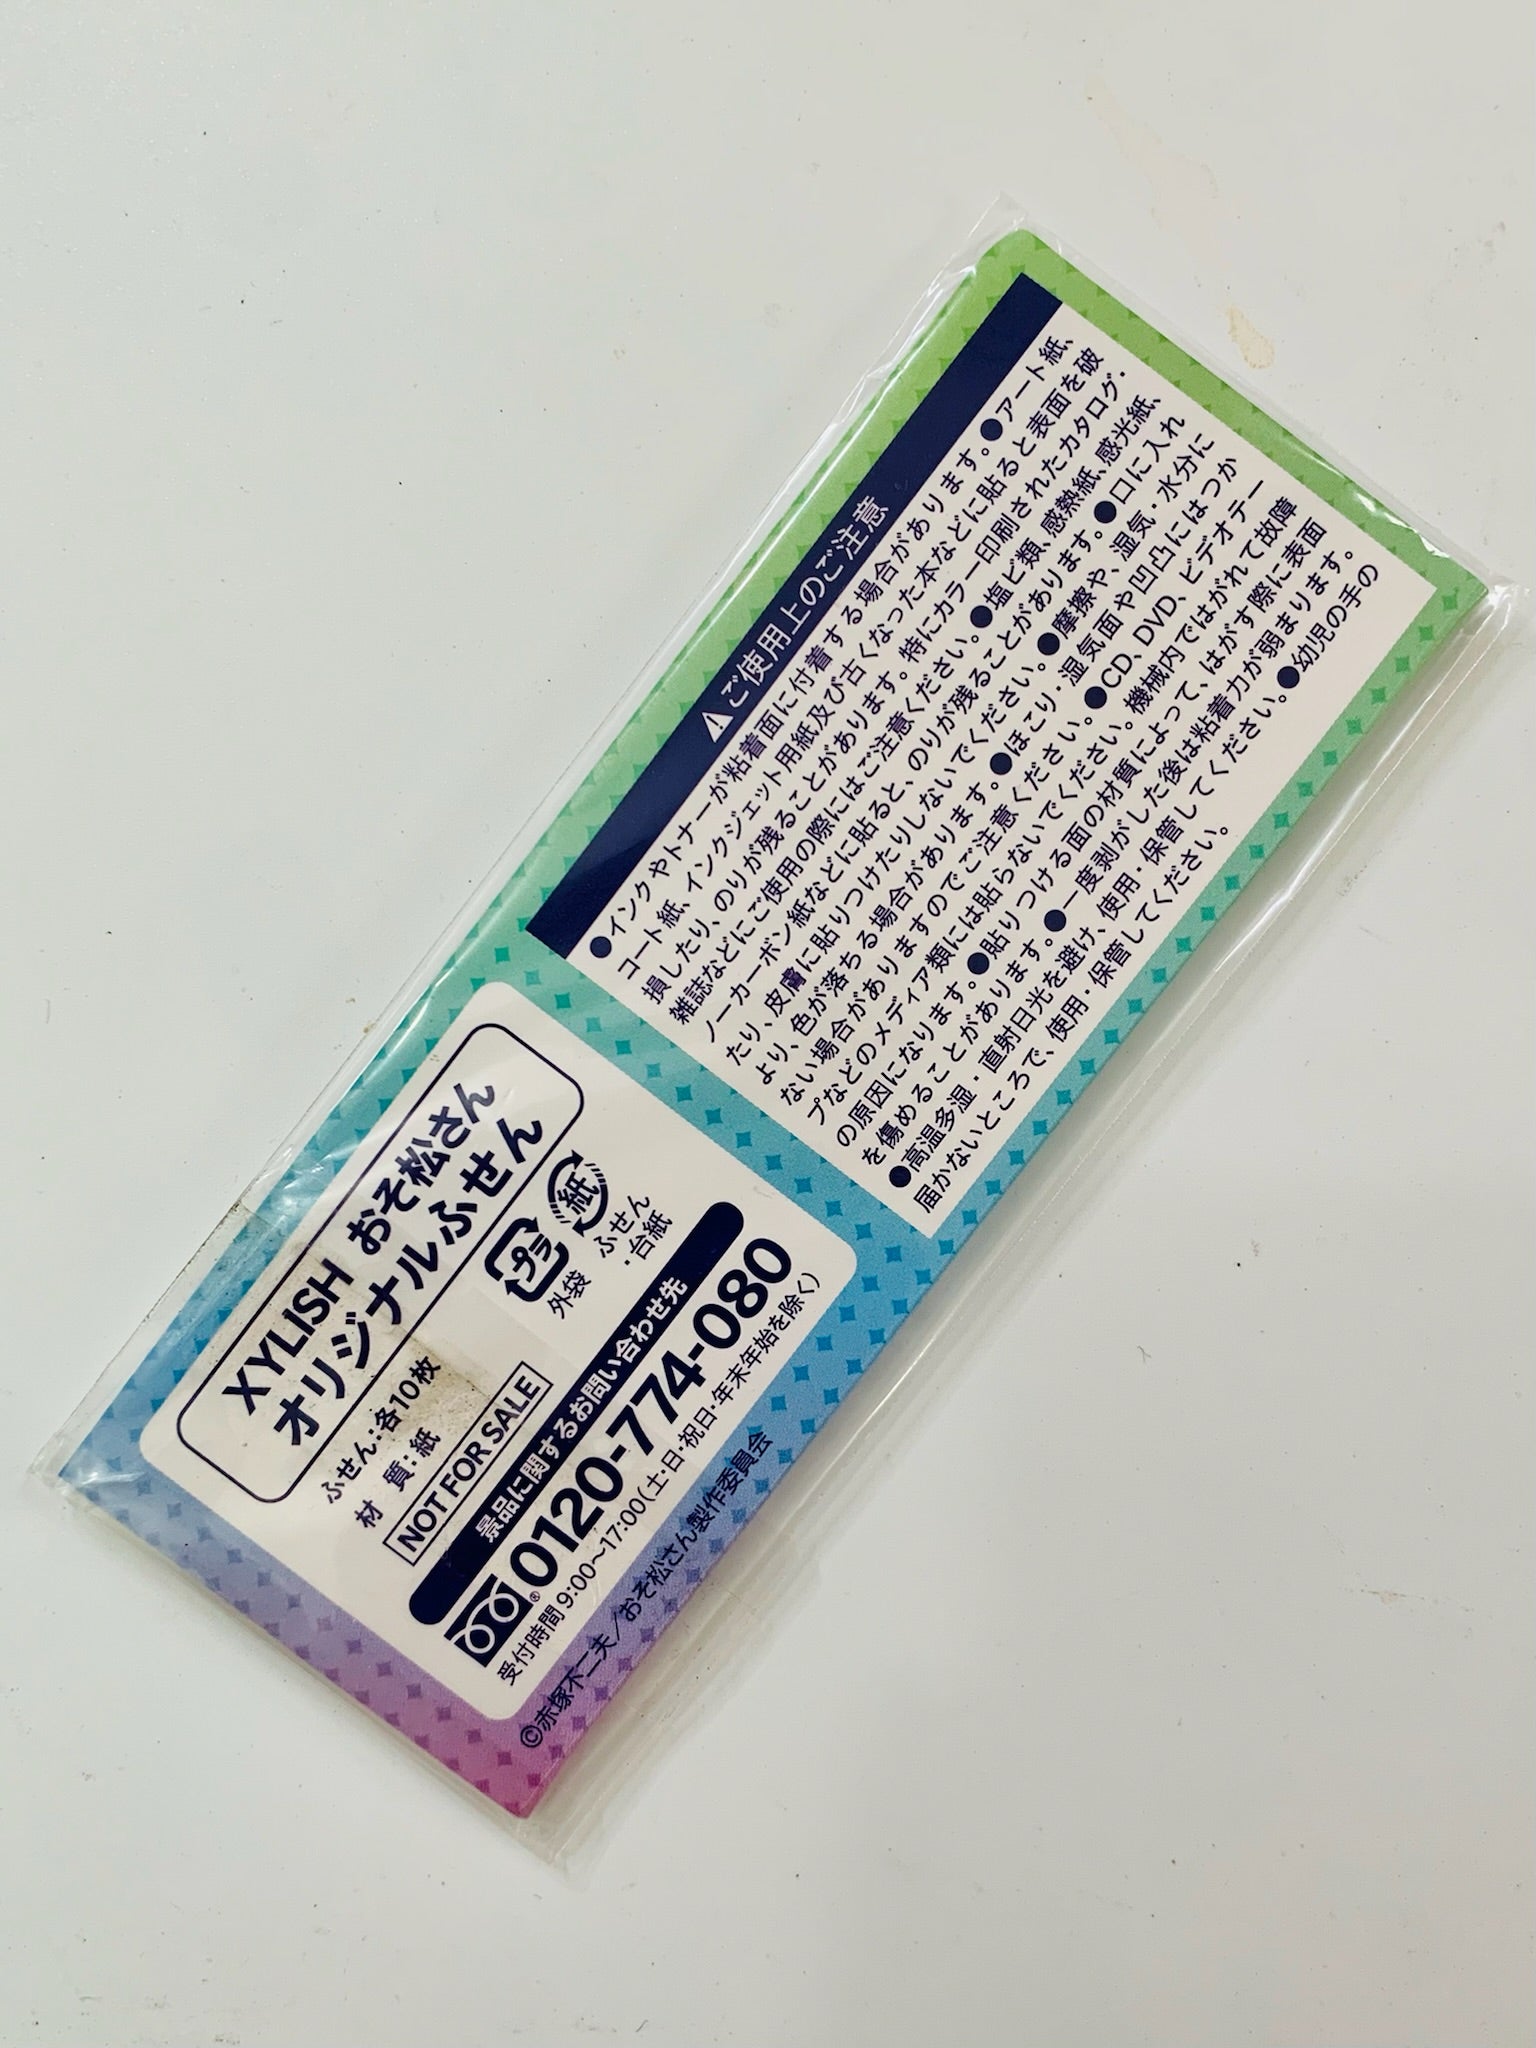 XYLISH おそ松さん
オリジナルふせん
ふせん:各10枚
材 質:紙
NOT FOR SALE
プラ
外袋
紙
ふせん
・台紙
景品に関するお問い合わせ先
0120-774-080
受付時間 9:00〜17:00(土・日・祝日・年末年始を除く)
©赤塚不二夫/おそ松さん製作委員会
⚠ご使用上のご注意
●インクやトナーが粘着面に付着する場合があります。●アート紙、
コート紙、インクジェット用紙及び古くなった本などに貼ると表面を破
損したり、のりが残ることがあります。特にカラー印刷されたカタログ・
雑誌などにご使用の際にはご注意ください。●塩ビ類、感熱紙、感光紙、
ノーカーボン紙などに貼ると、のりが残ることがあります。●口に入れ
たり、皮膚に貼りつけたりしないでください。●摩擦や、湿気・水分に
より、色が落ちる場合があります。●ほこり・湿気面や凹凸にはつか
ない場合がありますのでご注意ください。●CD、DVD、ビデオテー
プなどのメディア類には貼らないでください。機械内ではがれて故障
の原因になります。●貼りつける面の材質によって、はがす際に表面
を傷めることがあります。●一度剥がした後は粘着力が弱まります。
●高温多湿・直射日光を避け、使用・保管してください。●幼児の手の
届かないところで、使用・保管してください。